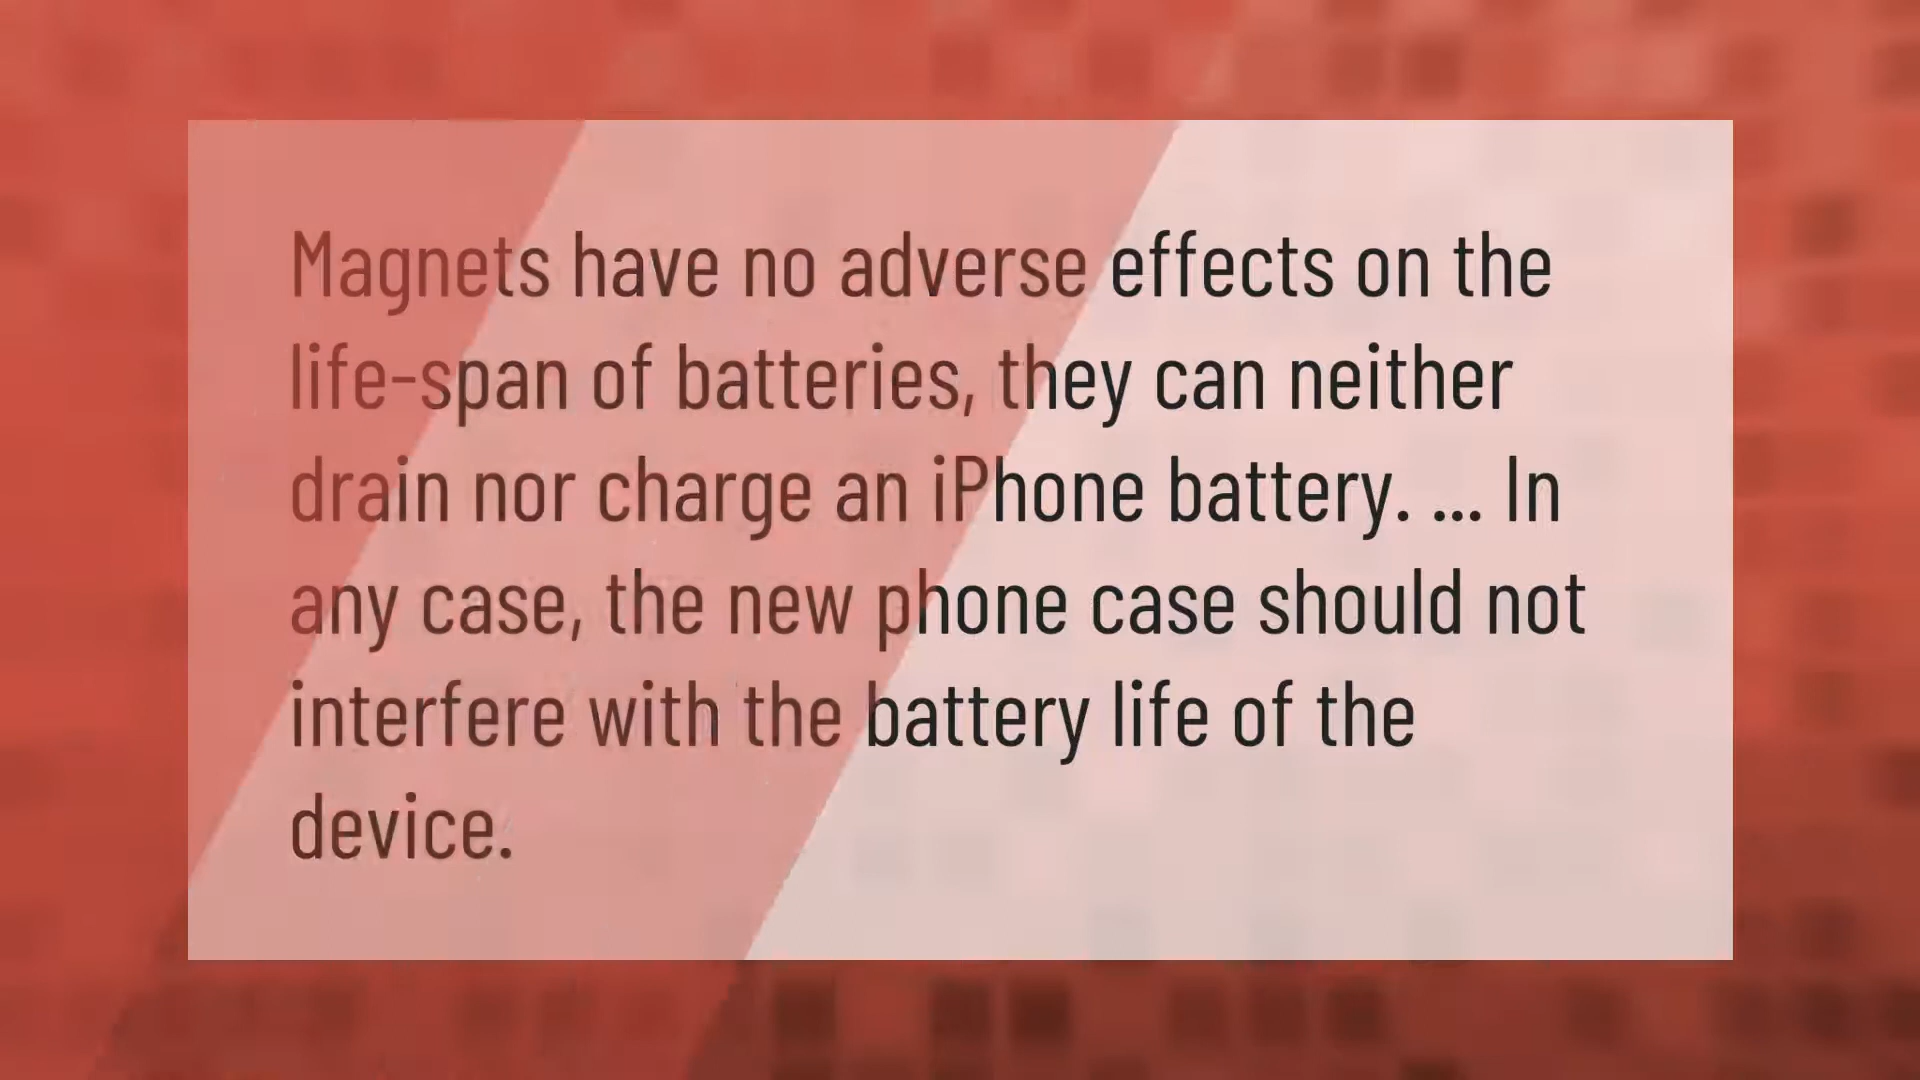 Magnets have no adverse effects on the
life-span of batteries, they can neither
drain nor charge an iPhone battery. ... In
any case, the new phone case should not
interfere with the battery life of the
device.